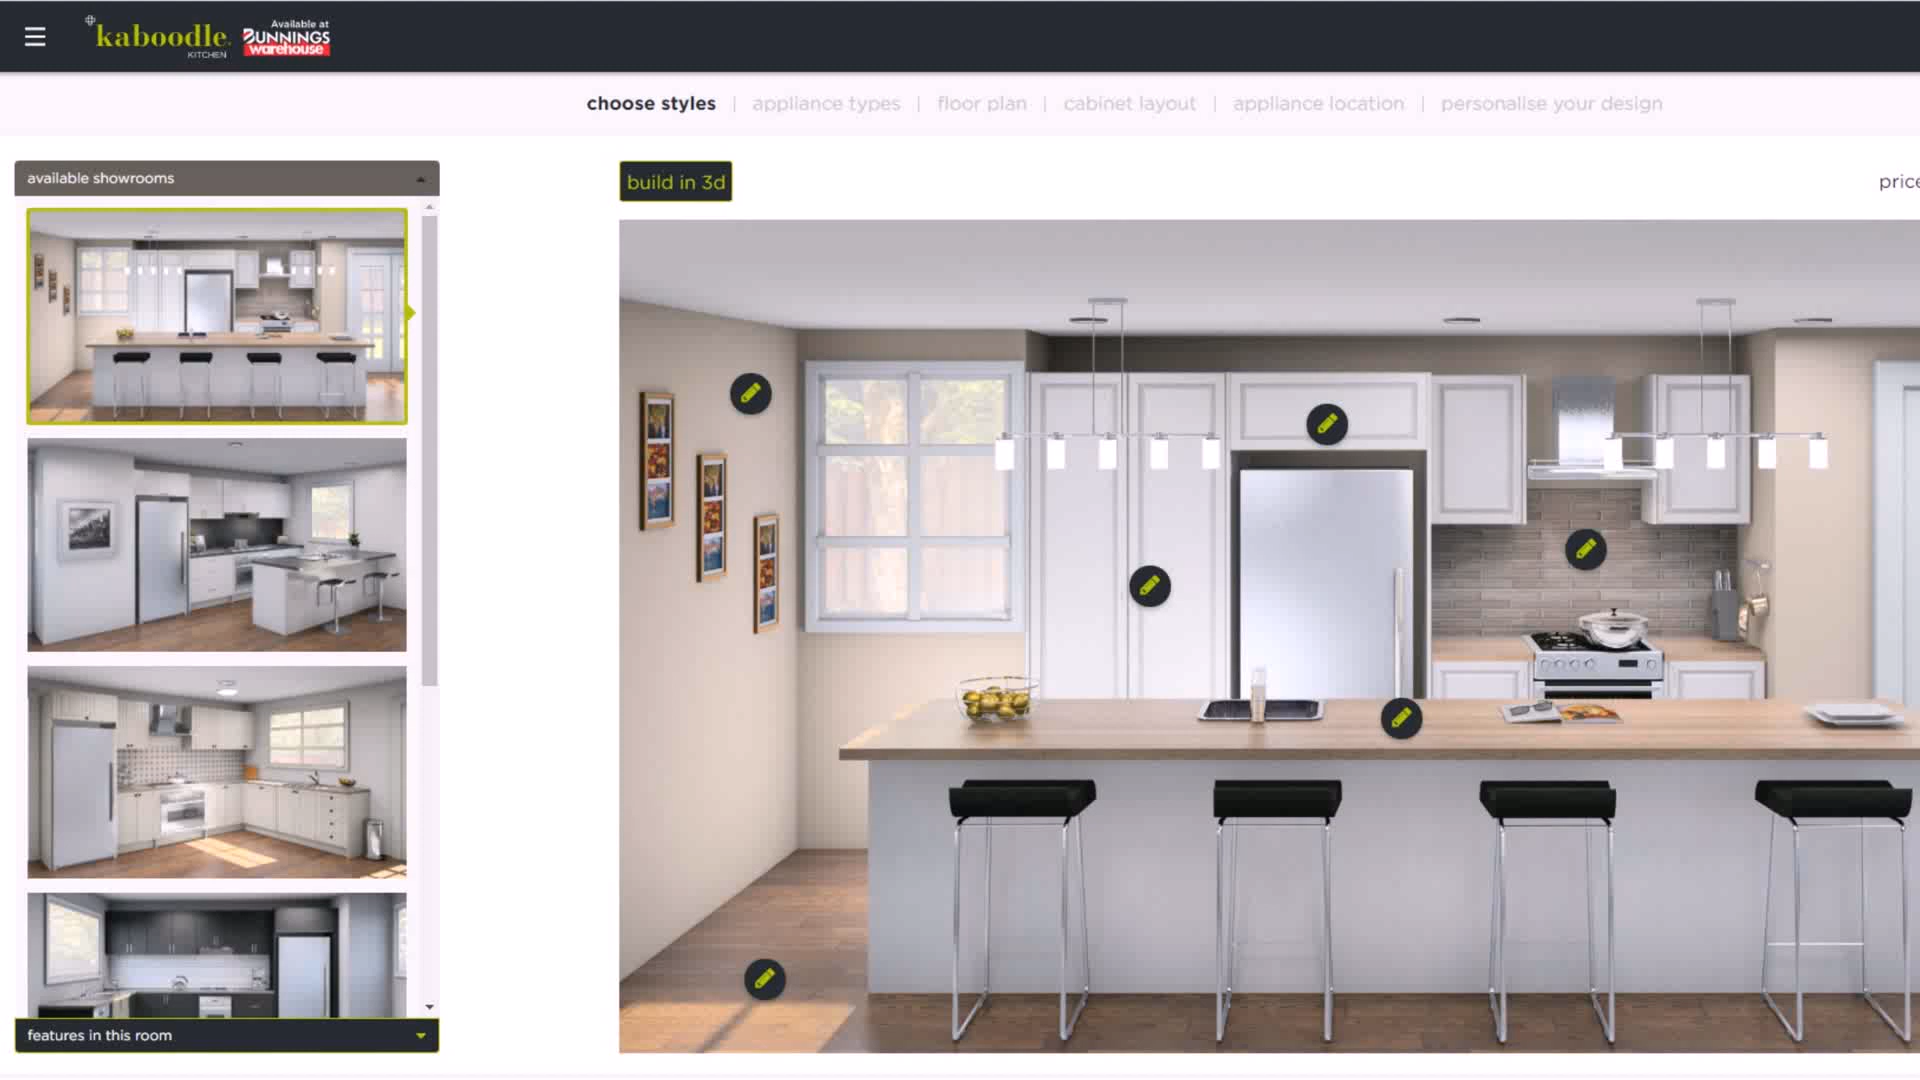 kaboodle
KITCHEN
Available at
BUNNINGS
warehouse
choose styles | appliance types | floor plan | cabinet layout | appliance location | personalise your design
available showrooms
build in 3d
price
features in this room